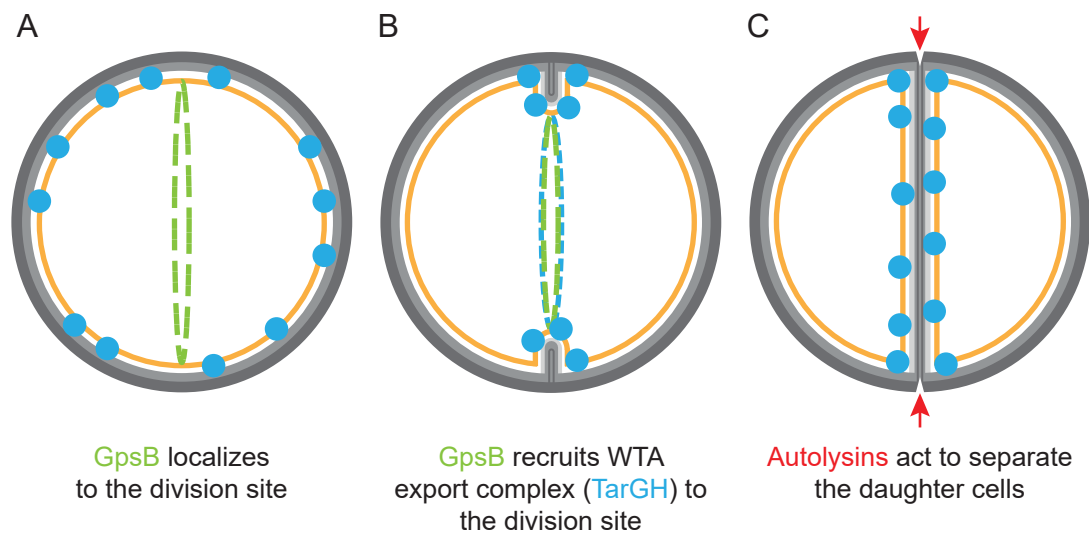 A
B
C
GpsB localizes
to the division site
GpsB recruits WTA
export complex (TarGH) to
the division site
Autolysins act to separate
the daughter cells